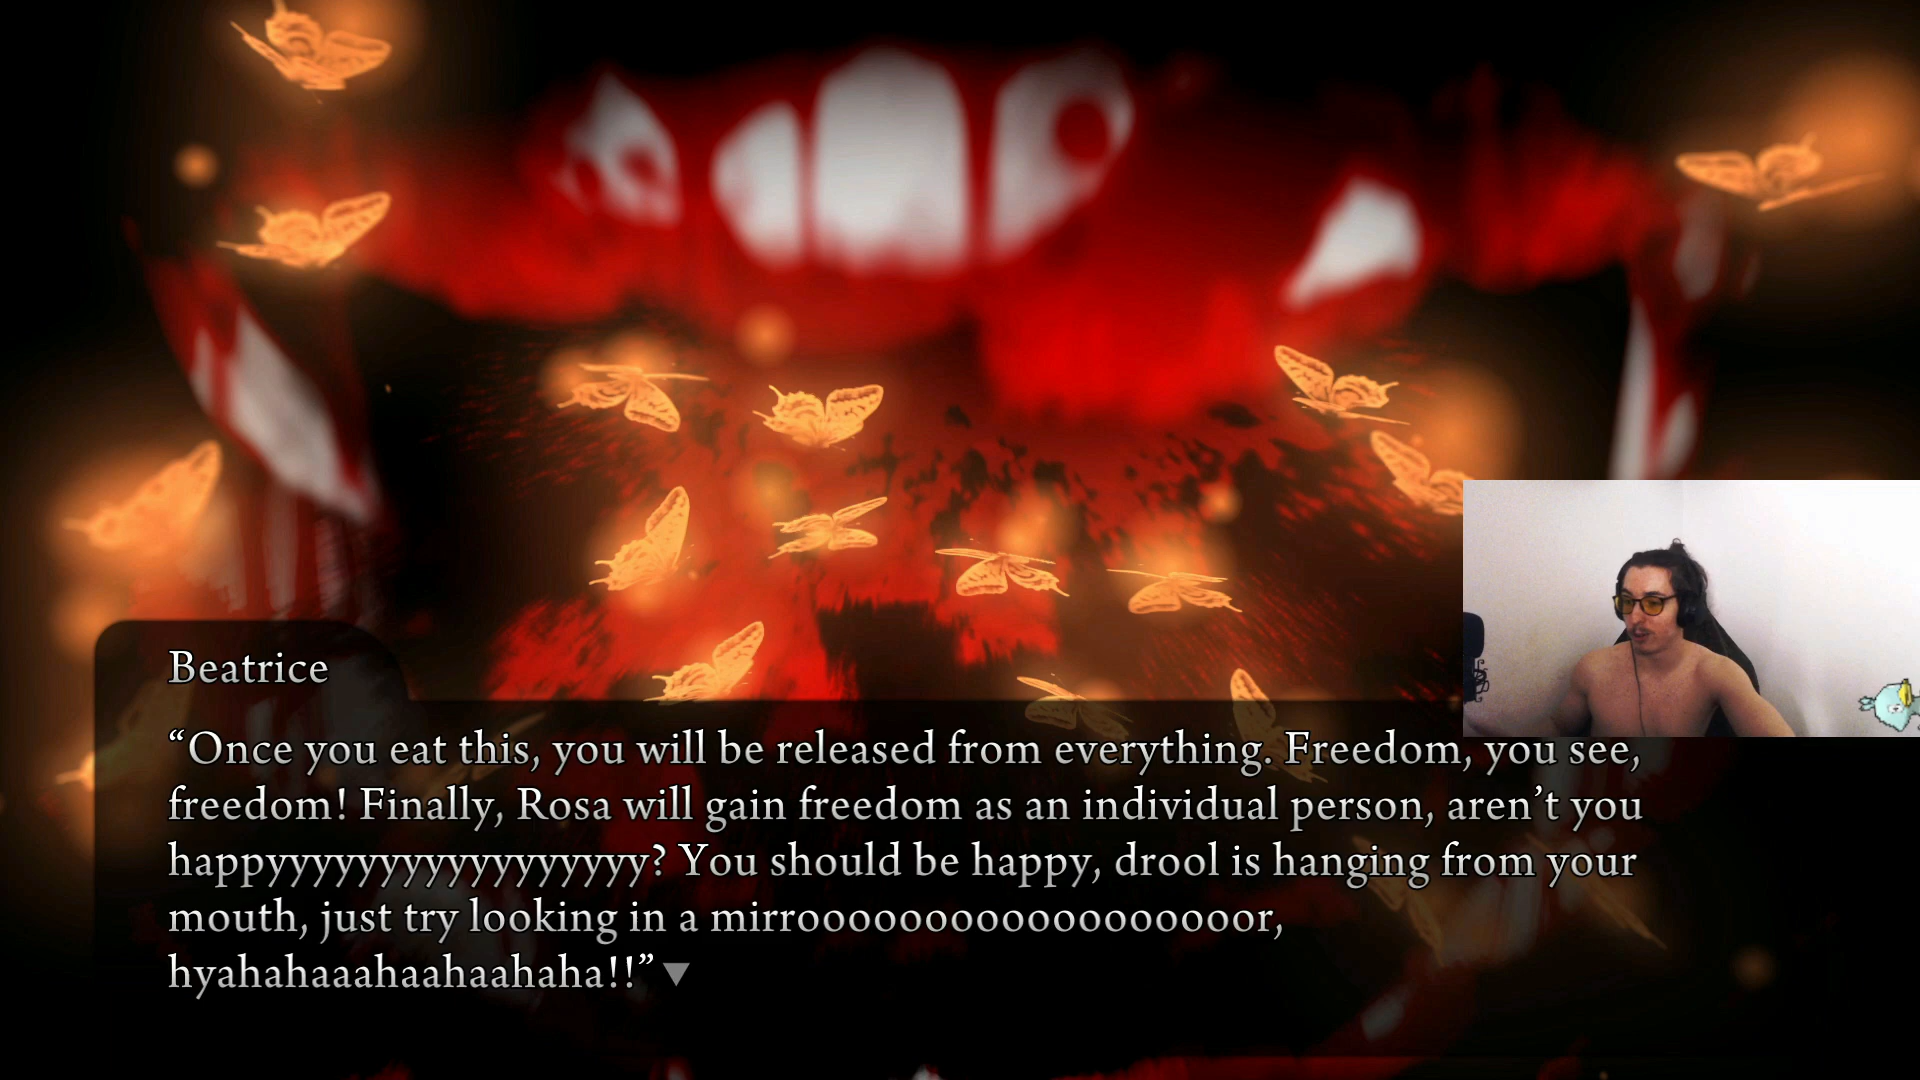 Beatrice
“Once you eat this, you will be released from everything. Freedom, you see,
freedom! Finally, Rosa will gain freedom as an individual person, aren’t you
happyyyyyyyyyyyyyyyyy? You should be happy, drool is hanging from your
mouth, just try looking in a mirroooooooooooooooooor,
hyahahaaahaahaahaha!!”